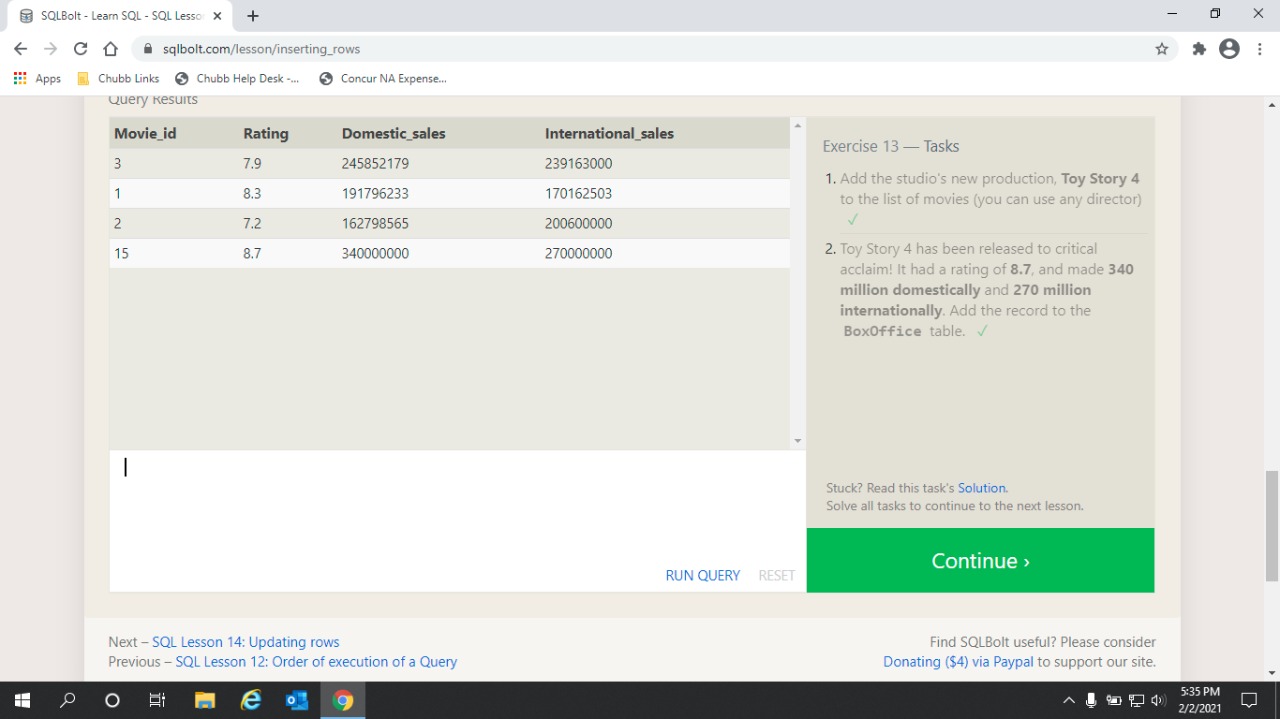 SQLBolt - Learn SQL - SQL Lesso
sqlbolt.com/lesson/inserting_rows
Apps Chubb Links Chubb Help Desk -... Concur NA Expense...
Query Results
Movie_id Rating Domestic_sales International_sales
3 7.9 245852179 239163000
1 8.3 191796233 170162503
2 7.2 162798565 200600000
15 8.7 340000000 270000000
Exercise 13 — Tasks
1. Add the studio's new production, Toy Story 4
to the list of movies (you can use any director)
✓
2. Toy Story 4 has been released to critical
acclaim! It had a rating of 8.7, and made 340
million domestically and 270 million
internationally. Add the record to the
BoxOffice table. ✓
Stuck? Read this task's Solution.
Solve all tasks to continue to the next lesson.
RUN QUERY RESET
Continue ›
Next – SQL Lesson 14: Updating rows
Previous – SQL Lesson 12: Order of execution of a Query
Find SQLBolt useful? Please consider
Donating ($4) via Paypal to support our site.
5:35 PM
2/2/2021